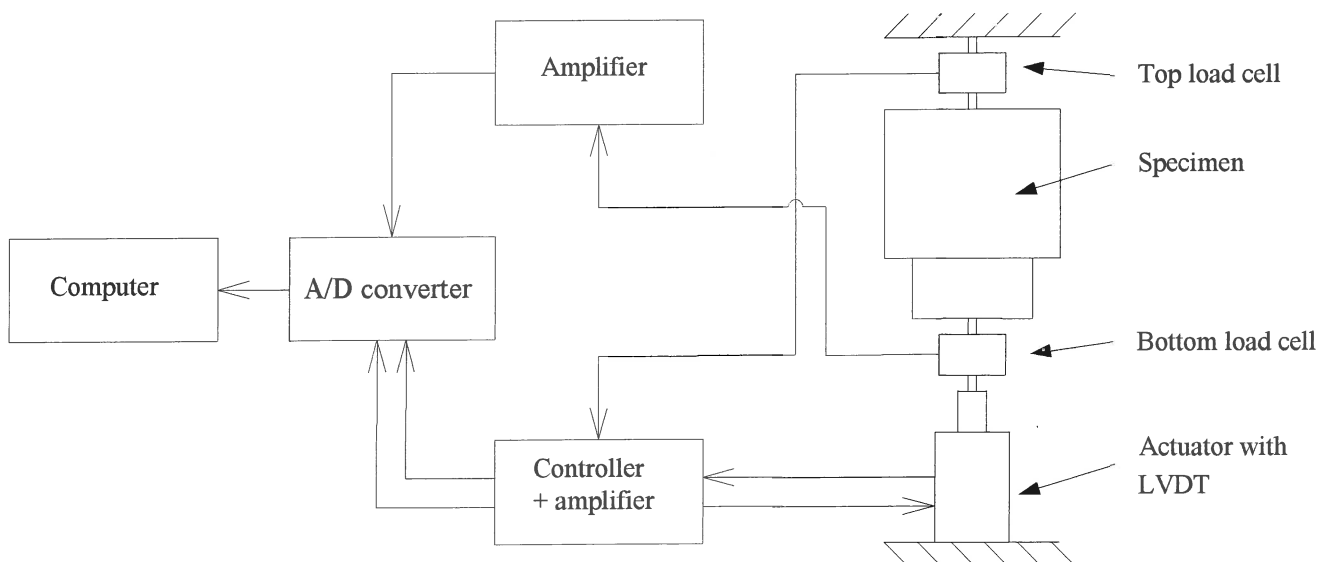 Amplifier
Top load cell
Specimen
Computer
A/D converter
Bottom load cell
Controller
+ amplifier
Actuator with
LVDT